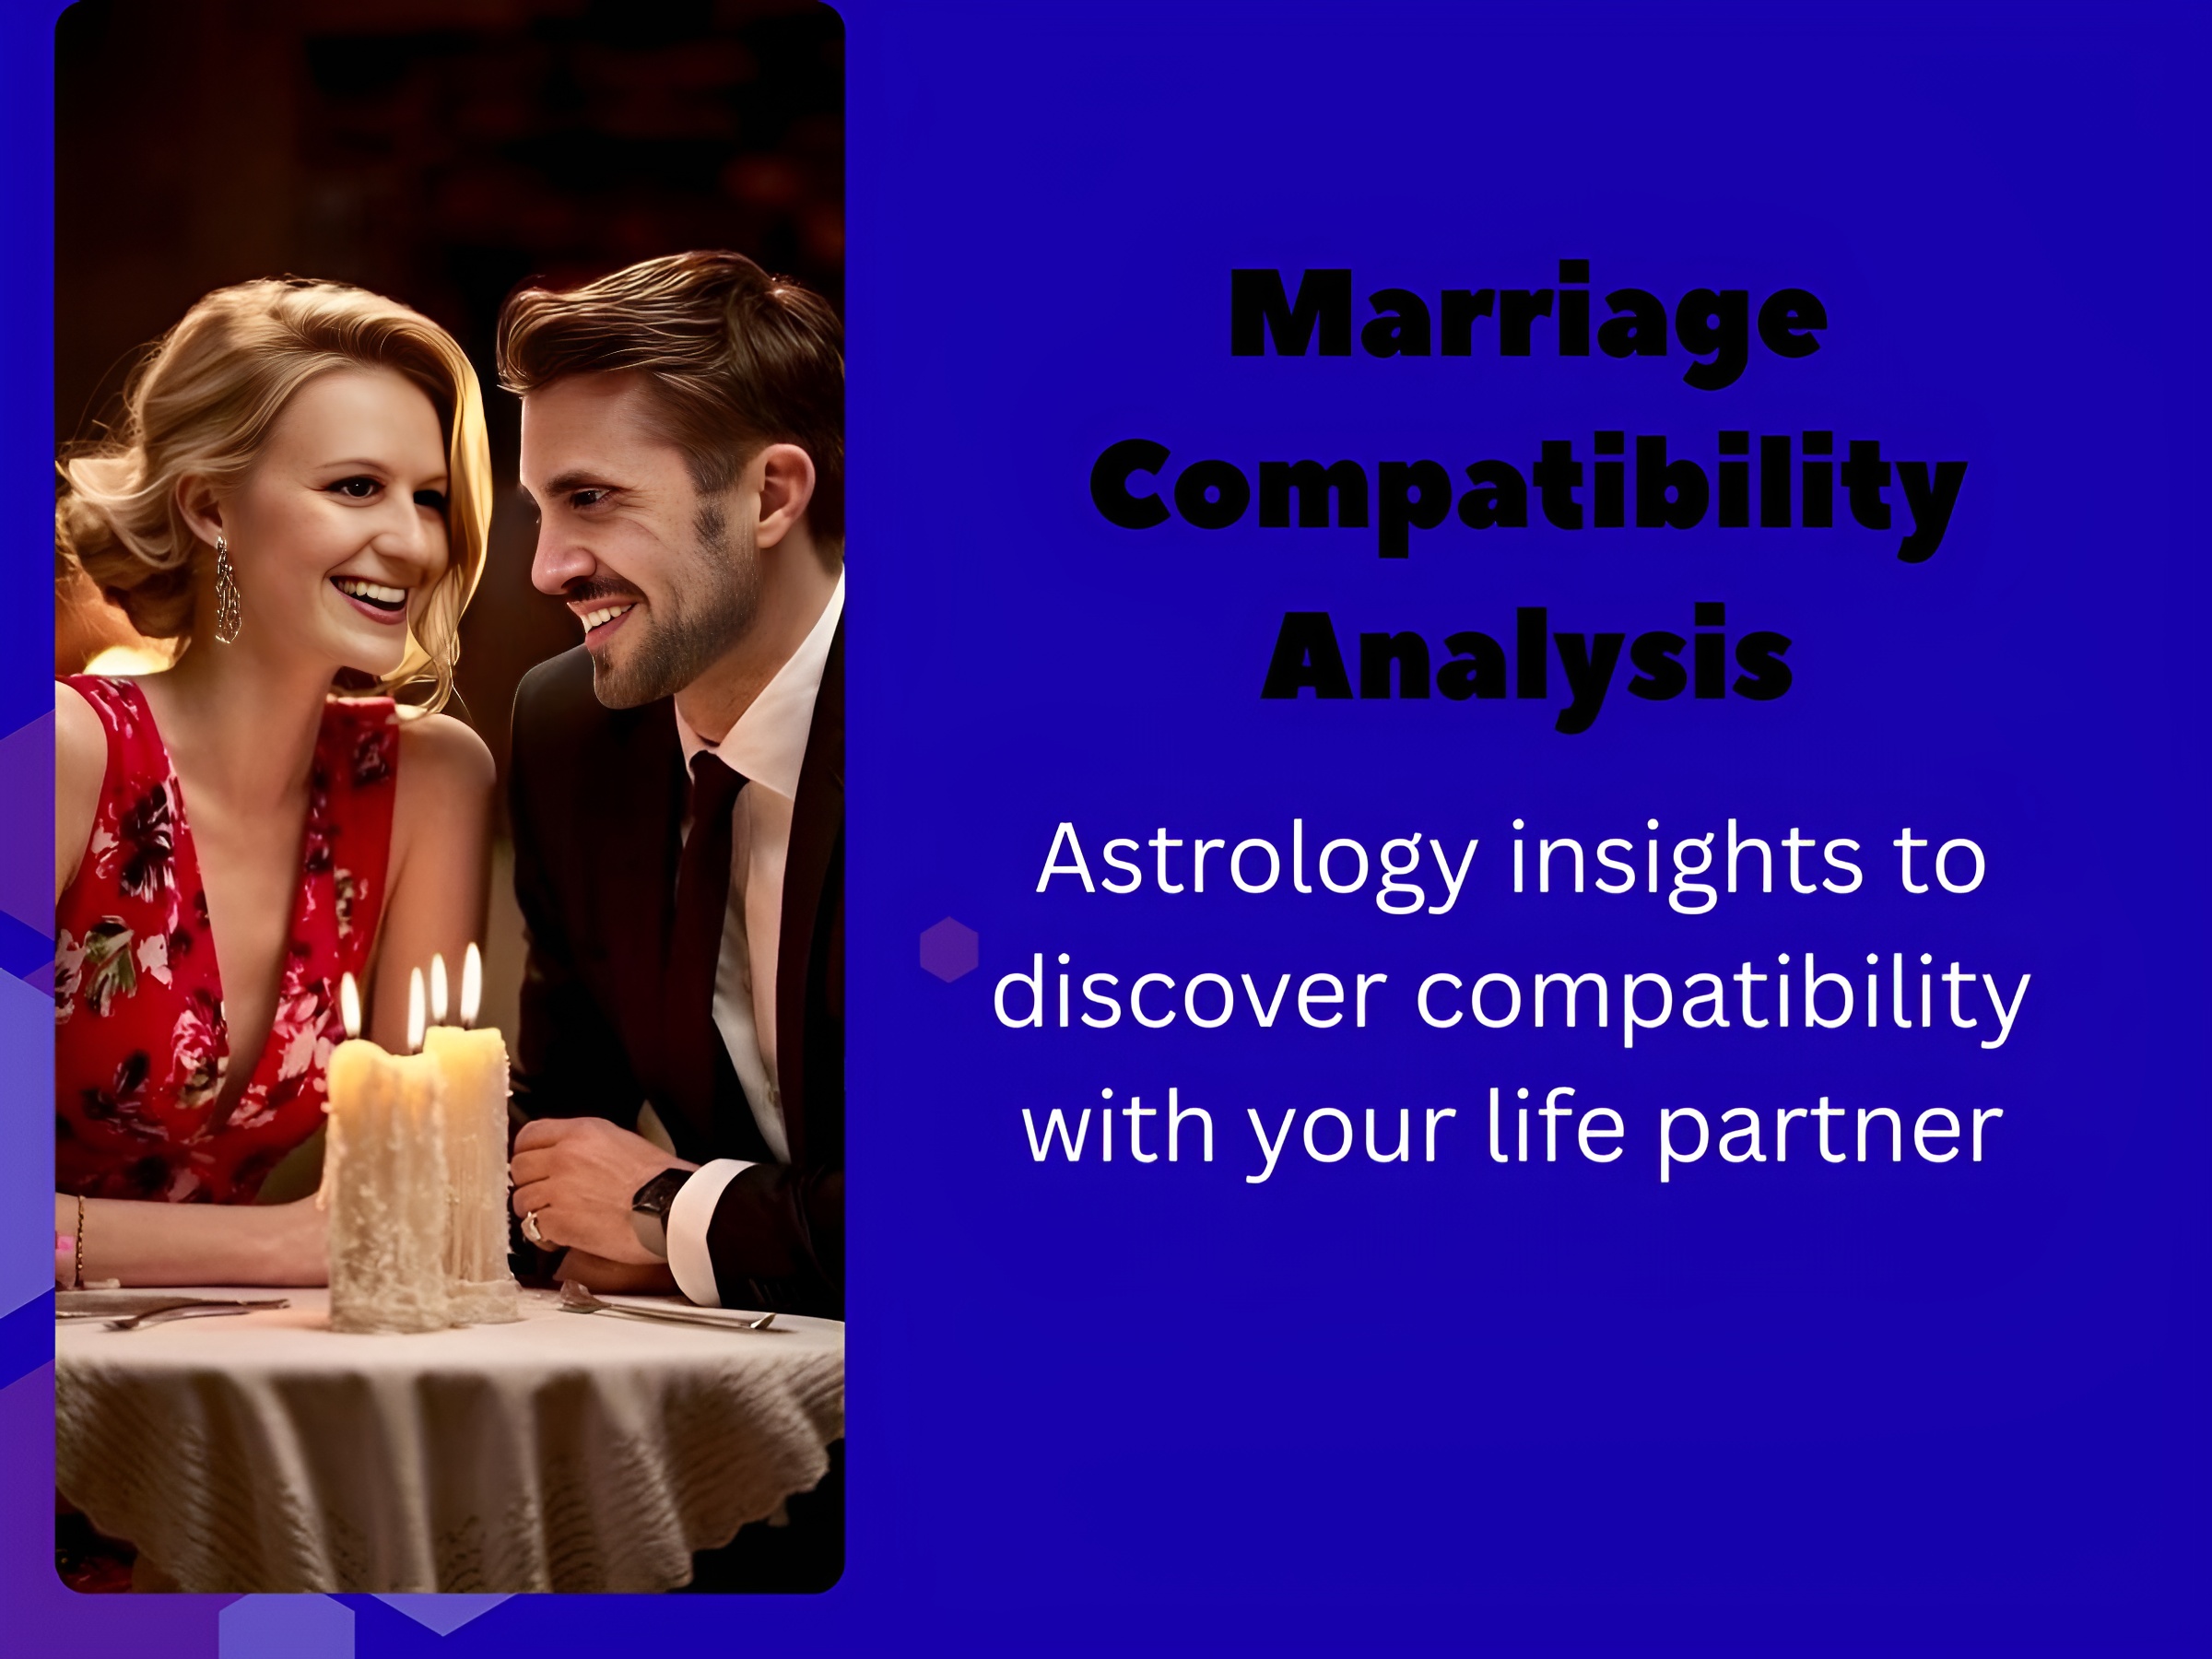 Marriage
Compatibility
Analysis
Astrology insights to
discover compatibility
with your life partner